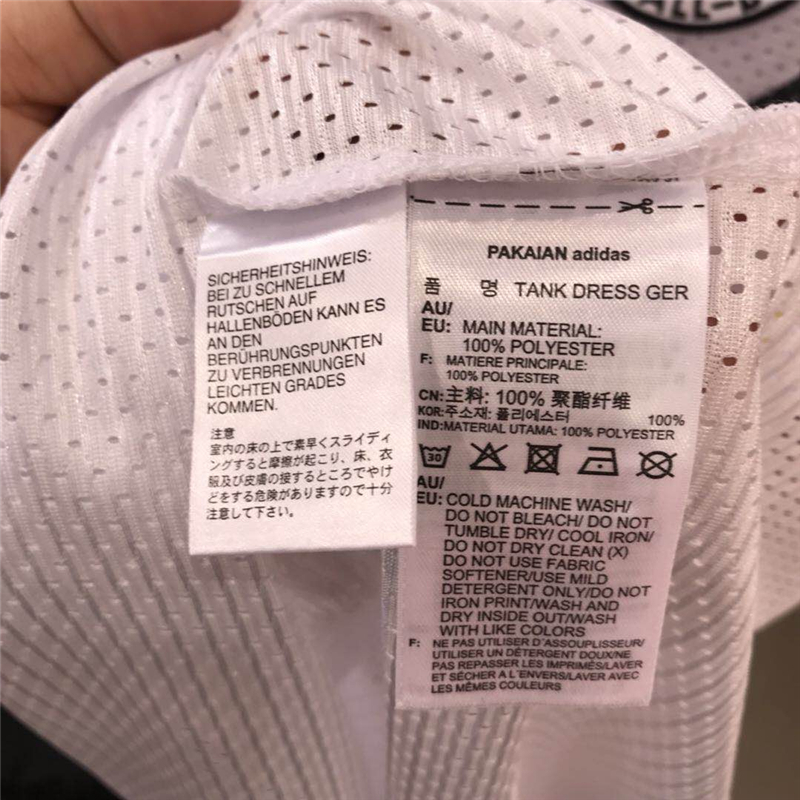 SICHERHEITSHINWEIS:
BEI ZU SCHNELLEM
RUTSCHEN AUF
HALLENBÖDEN KANN ES
AN DEN
BERÜHRUNGSPUNKTEN
ZU VERBRENNUNGEN
LEICHTEN GRADES
KOMMEN.
注意
室内の床の上で素早くスライディ
ングすると摩擦が起こり、床、衣
服及び皮膚の接するところでやけ
どをする危険がありますので十分
注意して下さい。
PAKAIAN adidas
품 명 TANK DRESS GER
AU/
EU: MAIN MATERIAL:
100% POLYESTER
F: MATIERE PRINCIPALE:
100% POLYESTER
CN: 主料: 100% 聚酯纤维
KOR: 주소재: 폴리에스터 100%
IND: MATERIAL UTAMA: 100% POLYESTER
30
AU/
EU: COLD MACHINE WASH/
DO NOT BLEACH/ DO NOT
TUMBLE DRY/ COOL IRON/
DO NOT DRY CLEAN (X)
DO NOT USE FABRIC
SOFTENER/USE MILD
DETERGENT ONLY/DO NOT
IRON PRINT/WASH AND
DRY INSIDE OUT/WASH
WITH LIKE COLORS
F: NE PAS UTILISER D'ASSOUPLISSEUR/
UTILISER UN DÉTERGENT DOUX/NE
PAS REPASSER LES IMPRIMÉS/LAVER
ET SÉCHER A L'ENVERS/LAVER AVEC
LES MÊMES COULEURS